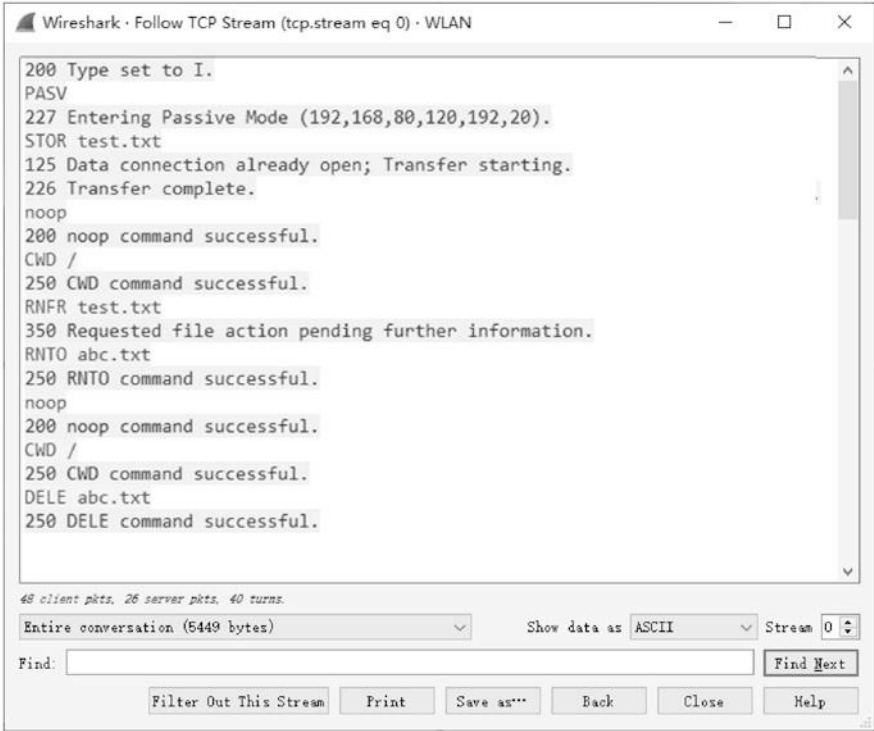 Wireshark · Follow TCP Stream (tcp.stream eq 0) · WLAN
200 Type set to I.
PASV
227 Entering Passive Mode (192,168,80,120,192,20).
STOR test.txt
125 Data connection already open; Transfer starting.
226 Transfer complete.
noop
200 noop command successful.
CWD /
250 CWD command successful.
RNFR test.txt
350 Requested file action pending further information.
RNTO abc.txt
250 RNTO command successful.
noop
200 noop command successful.
CWD /
250 CWD command successful.
DELE abc.txt
250 DELE command successful.
48 client pkts, 26 server pkts, 40 turns.
Entire conversation (5449 bytes) Show data as ASCII Stream 0
Find: Find Next
Filter Out This Stream Print Save as… Back Close Help